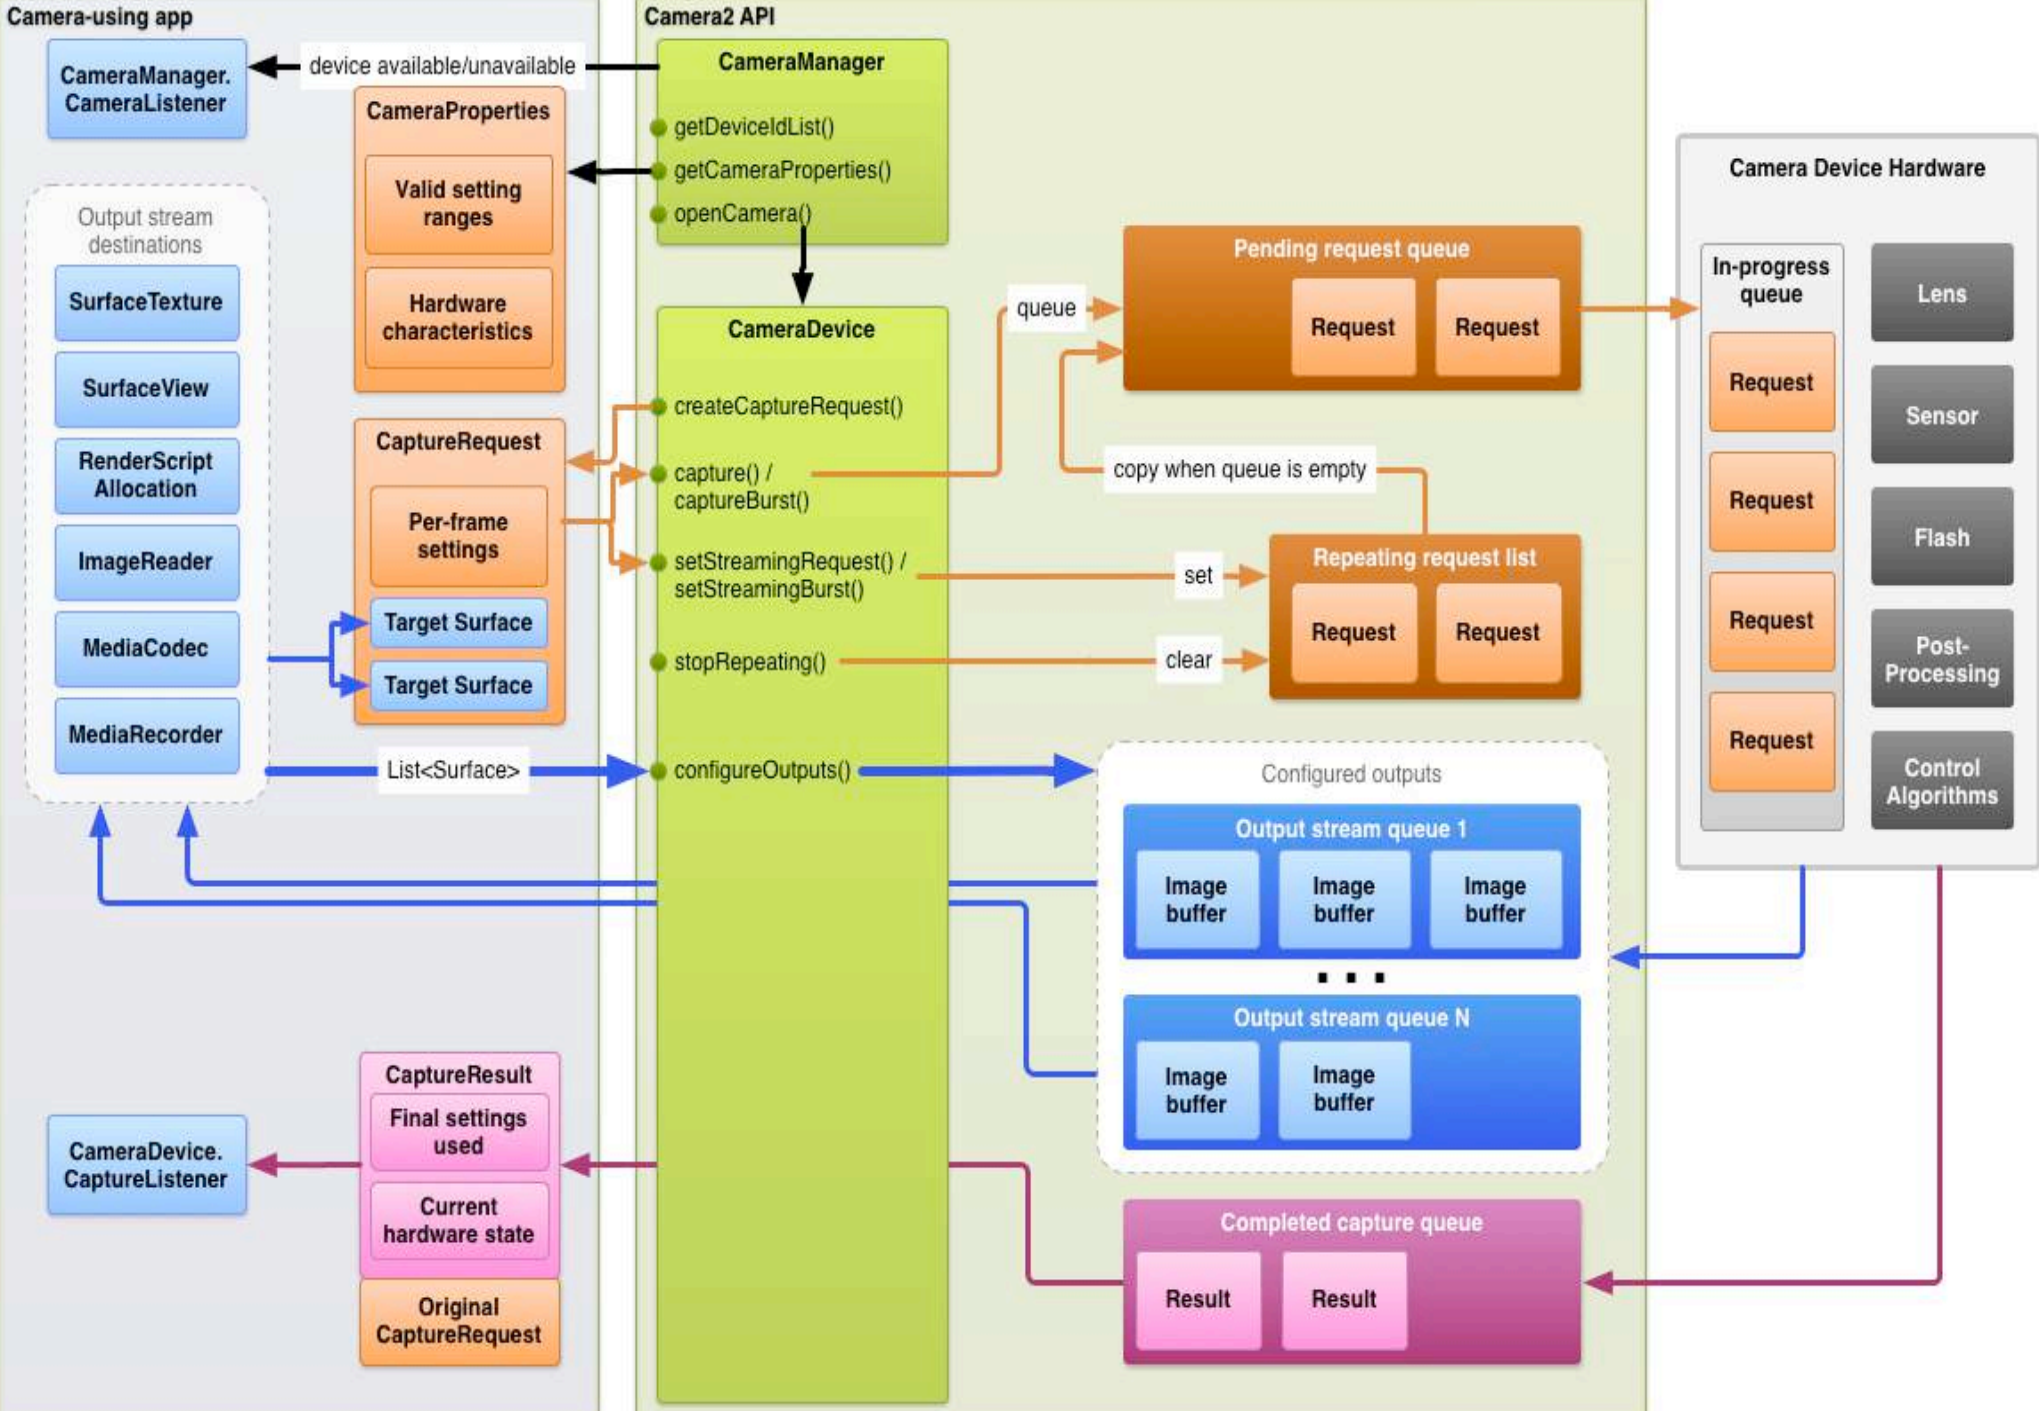 Camera-using app
CameraManager.
CameraListener
device available/unavailable
CameraProperties
Valid setting
ranges
Hardware
characteristics
Output stream
destinations
SurfaceTexture
SurfaceView
RenderScript
Allocation
ImageReader
MediaCodec
MediaRecorder
CaptureRequest
Per-frame
settings
Target Surface
Target Surface
List<Surface>
CaptureResult
Final settings
used
Current
hardware state
Original
CaptureRequest
CameraDevice.
CaptureListener
Camera2 API
CameraManager
getDeviceIdList()
getCameraProperties()
openCamera()
CameraDevice
createCaptureRequest()
capture() /
captureBurst()
setStreamingRequest() /
setStreamingBurst()
stopRepeating()
configureOutputs()
queue
Pending request queue
Request
Request
copy when queue is empty
set
clear
Repeating request list
Request
Request
Configured outputs
Output stream queue 1
Image
buffer
Image
buffer
Image
buffer
...
Output stream queue N
Image
buffer
Image
buffer
Completed capture queue
Result
Result
Camera Device Hardware
In-progress
queue
Request
Request
Request
Request
Lens
Sensor
Flash
Post-
Processing
Control
Algorithms